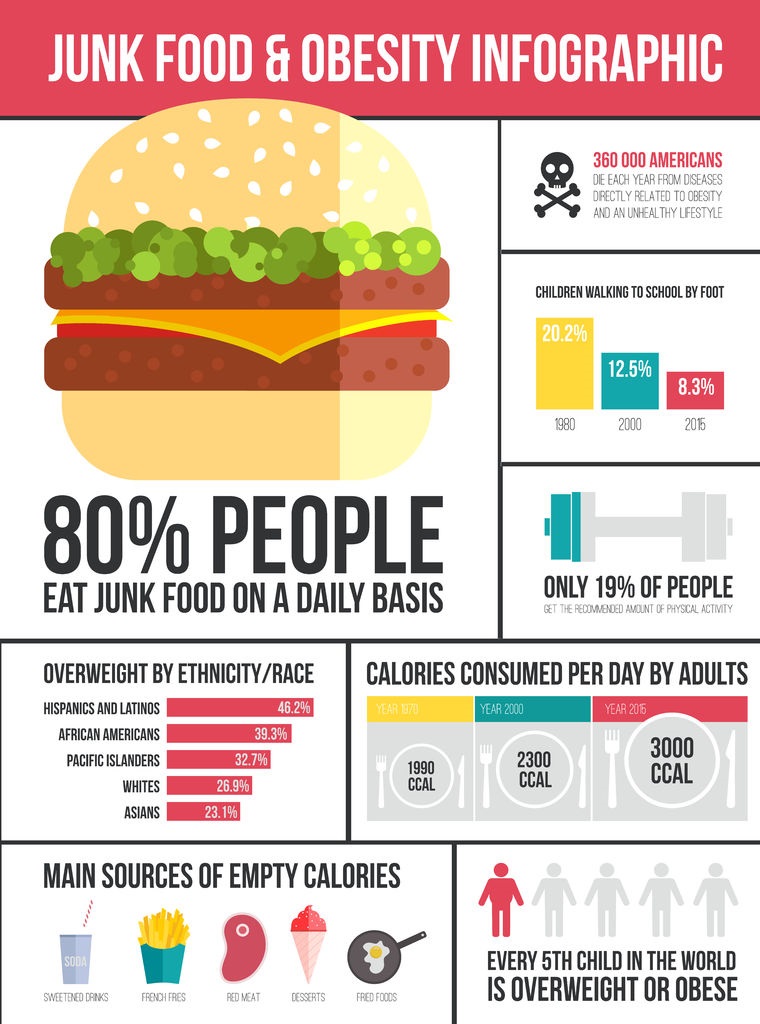 JUNK FOOD & OBESITY INFOGRAPHIC
360 000 AMERICANS
DIE EACH YEAR FROM DISEASES
DIRECTLY RELATED TO OBESITY
AND AN UNHEALTHY LIFESTYLE
CHILDREN WALKING TO SCHOOL BY FOOT
20.2%
12.5%
8.3%
1980
2000
2015
80% PEOPLE
EAT JUNK FOOD ON A DAILY BASIS
ONLY 19% OF PEOPLE
GET THE RECOMMENDED AMOUNT OF PHYSICAL ACTIVITY
OVERWEIGHT BY ETHNICITY/RACE
HISPANICS AND LATINOS 46.2%
AFRICAN AMERICANS 39.3%
PACIFIC ISLANDERS 32.7%
WHITES 26.9%
ASIANS 23.1%
CALORIES CONSUMED PER DAY BY ADULTS
YEAR 1970
YEAR 2000
YEAR 2015
1990
CCAL
2300
CCAL
3000
CCAL
MAIN SOURCES OF EMPTY CALORIES
SODA
SWEETENED DRINKS
FRENCH FRIES
RED MEAT
DESSERTS
FRIED FOODS
EVERY 5TH CHILD IN THE WORLD
IS OVERWEIGHT OR OBESE